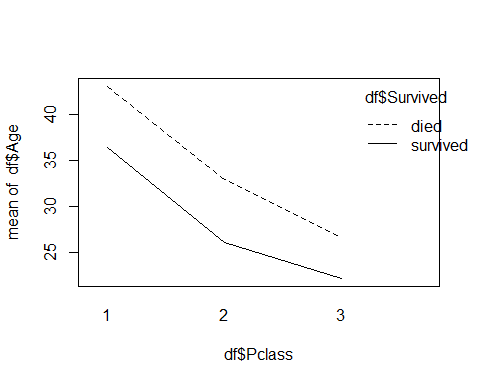 df$Survived
died
survived
mean of  df$Age
40
35
30
25
1 2 3
df$Pclass